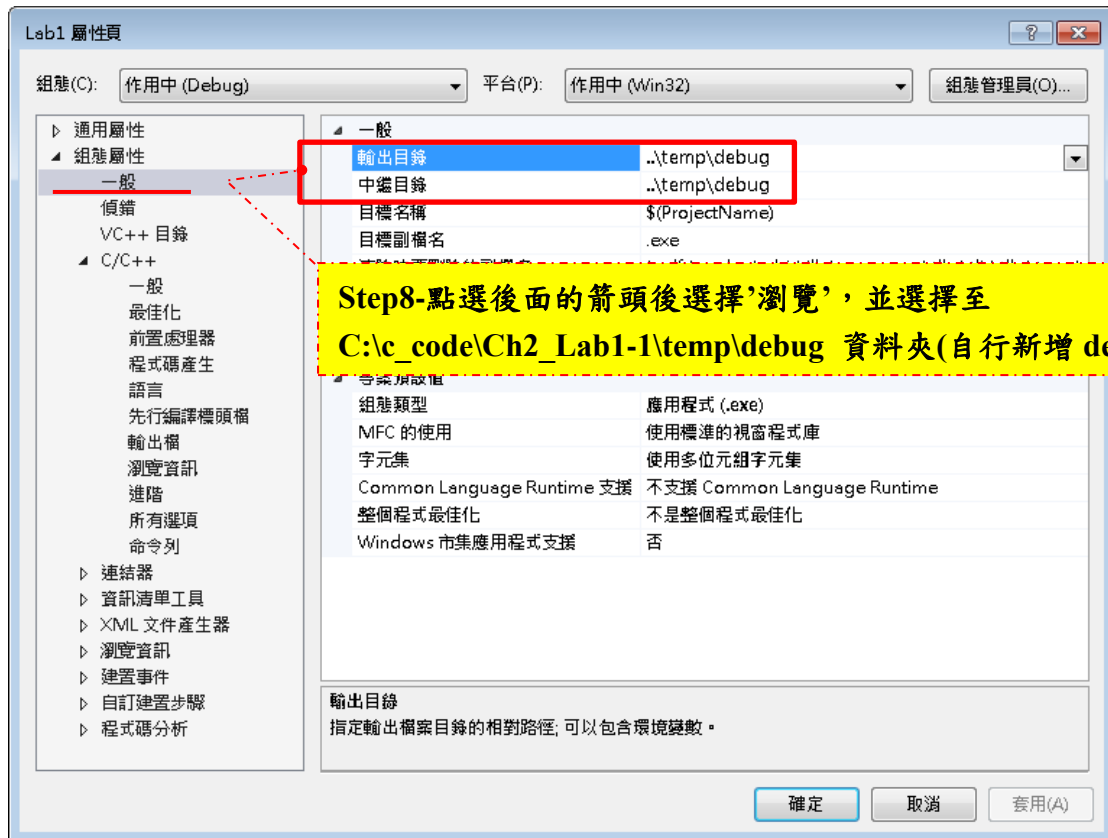 Lab1 屬性頁
組態(C): 作用中 (Debug) 平台(P): 作用中 (Win32) 組態管理員(O)...
通用屬性
組態屬性
一般
偵錯
VC++ 目錄
C/C++
一般
最佳化
前置處理器
程式碼產生
語言
先行編譯標頭檔
輸出檔
瀏覽資訊
進階
所有選項
命令列
連結器
資訊清單工具
XML 文件產生器
瀏覽資訊
建置事件
自訂建置步驟
程式碼分析
一般
輸出目錄 ..\temp\debug
中繼目錄 ..\temp\debug
目標名稱 $(ProjectName)
目標副檔名 .exe
Step8-點選後面的箭頭後選擇’瀏覽’，並選擇至
C:\c_code\Ch2_Lab1-1\temp\debug 資料夾(自行新增 de
專案預設值
組態類型 應用程式 (.exe)
MFC 的使用 使用標準的視窗程式庫
字元集 使用多位元組字元集
Common Language Runtime 支援 不支援 Common Language Runtime
整個程式最佳化 不是整個程式最佳化
Windows 市集應用程式支援 否
輸出目錄
指定輸出檔案目錄的相對路徑; 可以包含環境變數。
確定 取消 套用(A)